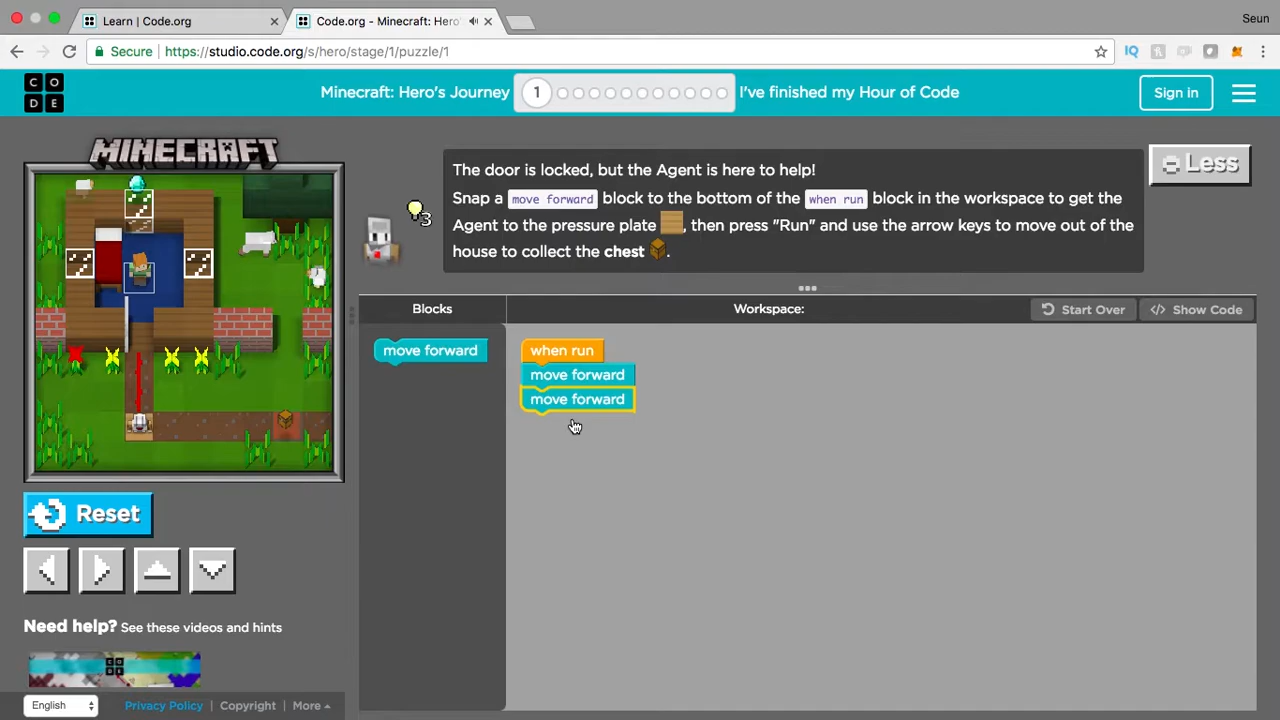 Learn | Code.org
Code.org - Minecraft: Hero'
Seun
Secure
https://studio.code.org/s/hero/stage/1/puzzle/1
IQ
CODE
Minecraft: Hero's Journey
1
I've finished my Hour of Code
Sign in
MINECRAFT
3
The door is locked, but the Agent is here to help!
Snap a move forward block to the bottom of the when run block in the workspace to get the
Agent to the pressure plate , then press "Run" and use the arrow keys to move out of the
house to collect the chest .
Less
Blocks
Workspace:
Start Over
</> Show Code
move forward
when run
move forward
move forward
Reset
Need help? See these videos and hints
English
Privacy Policy | Copyright | More